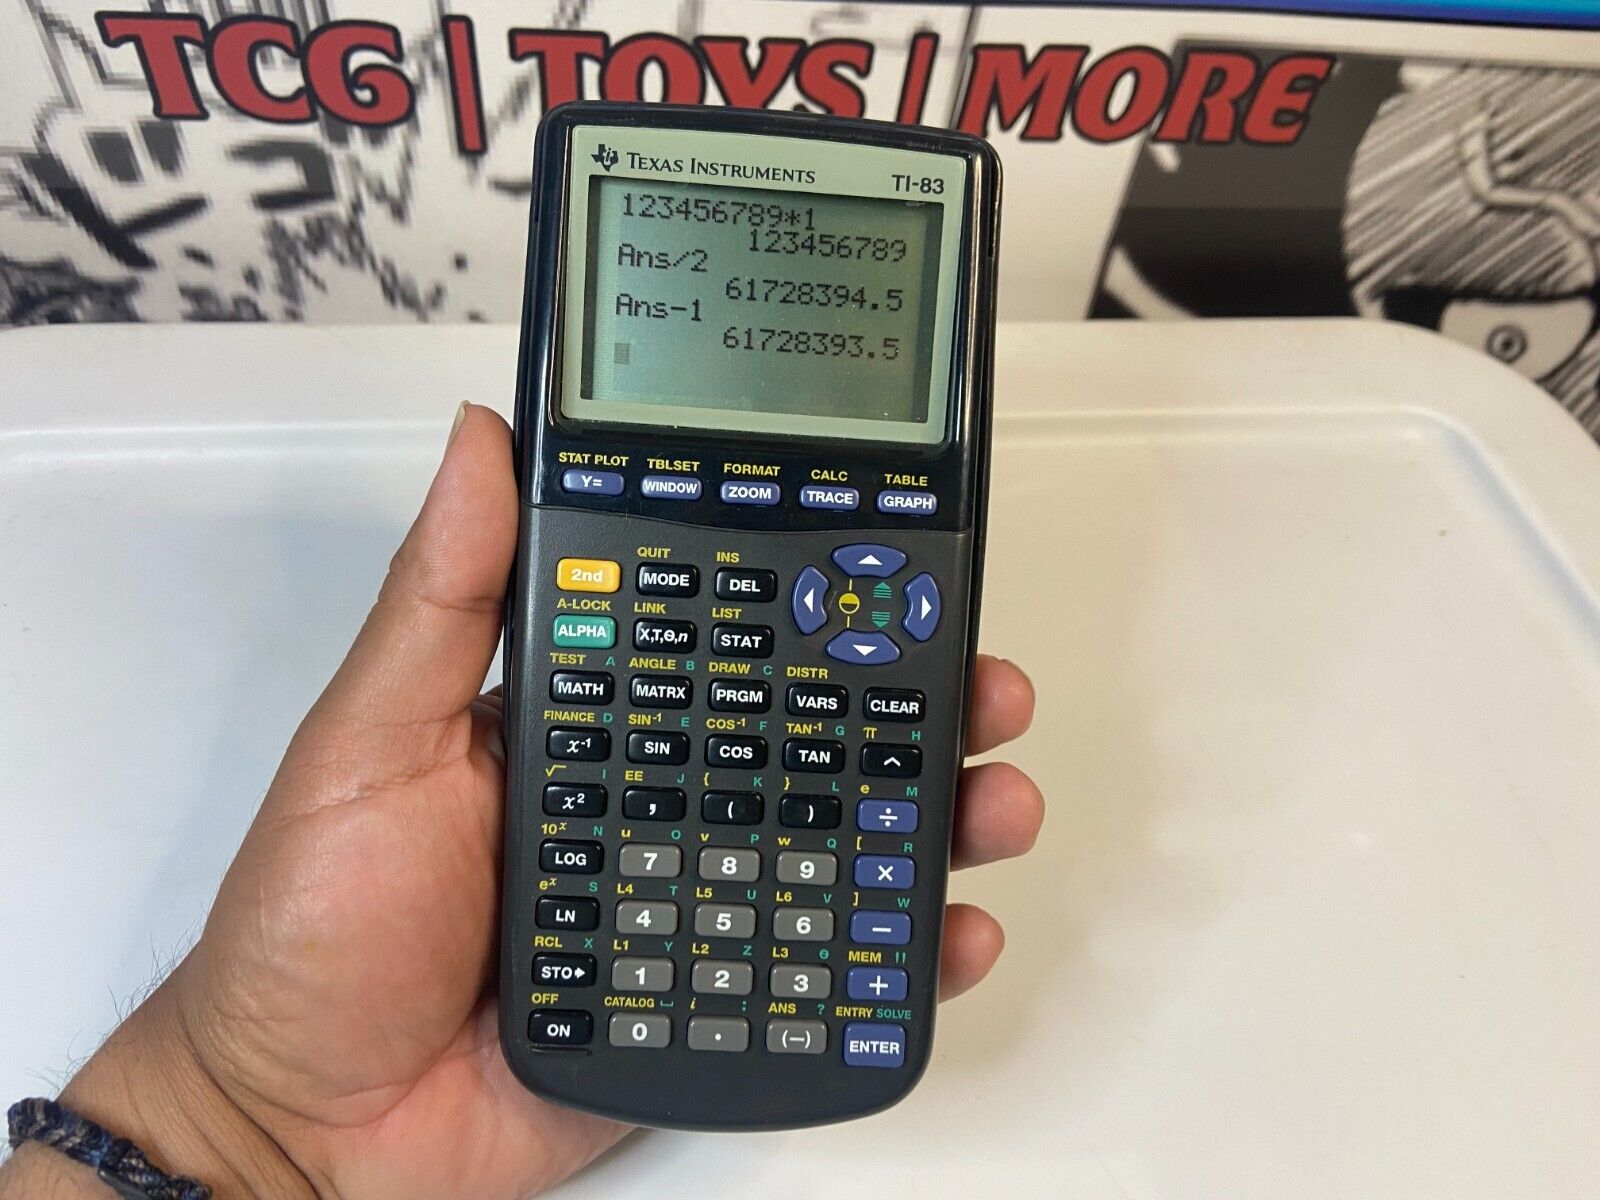 TCG | TOYS | MORE
TEXAS INSTRUMENTS TI-83
123456789*1
123456789
Ans/2
61728394.5
Ans-1
61728393.5
STAT PLOT TBLSET FORMAT CALC TABLE
Y= WINDOW ZOOM TRACE GRAPH
QUIT INS
2nd MODE DEL
A-LOCK LINK LIST
ALPHA X,T,θ,n STAT
TEST A ANGLE B DRAW C DISTR
MATH MATRX PRGM VARS CLEAR
FINANCE D SIN⁻¹ E COS⁻¹ F TAN⁻¹ G π H
x⁻¹ SIN COS TAN ^
√ I EE J { K } L e M
x² , ( ) ÷
10ˣ N u O v P w Q [ R
LOG 7 8 9 ×
eˣ S L4 T L5 U L6 V ] W
LN 4 5 6 −
RCL X L1 Y L2 Z L3 θ MEM "
STO▸ 1 2 3 +
OFF CATALOG ⎵ i : ANS ? ENTRY SOLVE
ON 0 . (−) ENTER